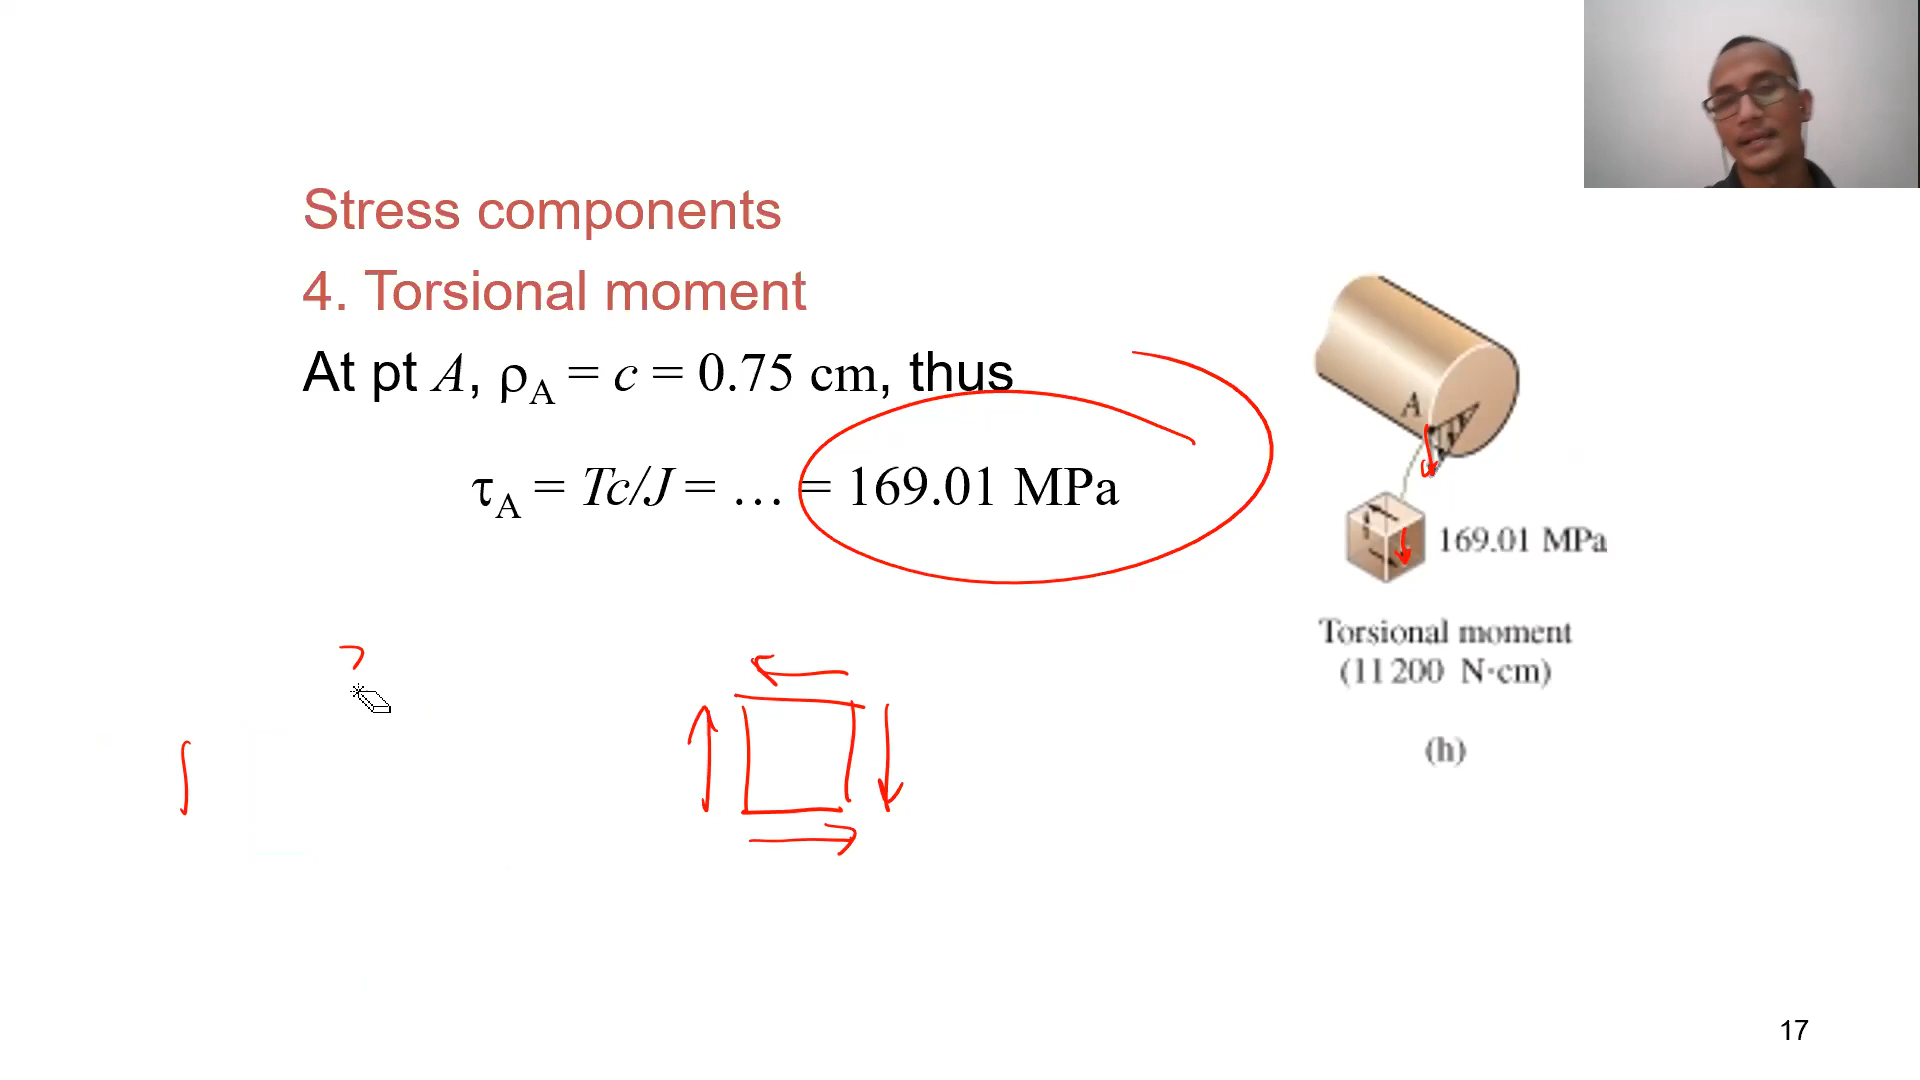 Stress components
4. Torsional moment
At pt A, ρA = c = 0.75 cm, thus
τA = Tc/J = … = 169.01 MPa
A
169.01 MPa
Torsional moment
(11 200 N·cm)
(h)
17